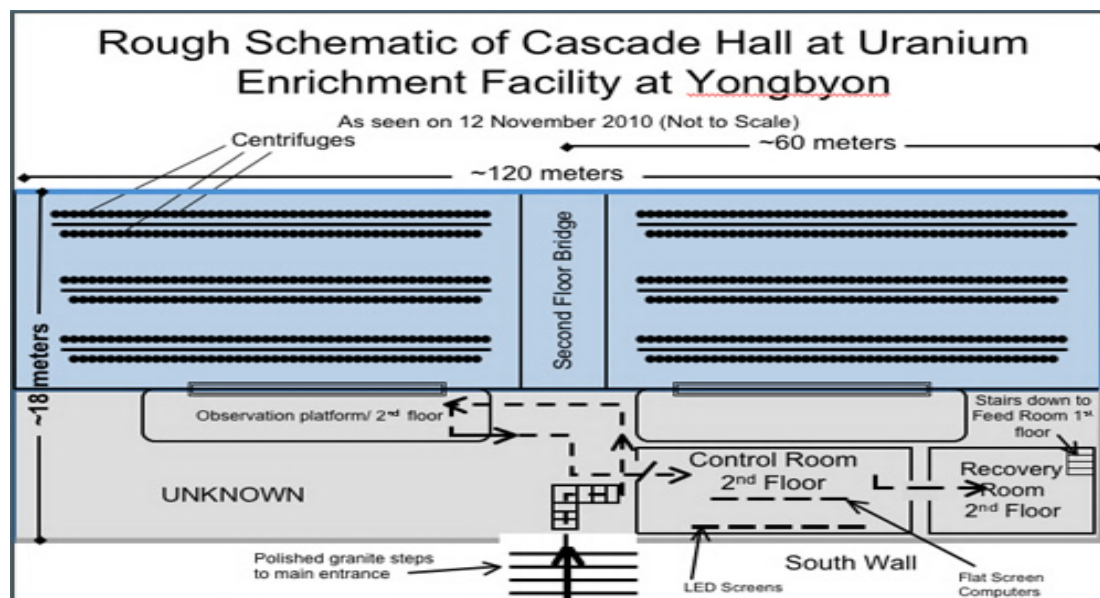 Rough Schematic of Cascade Hall at Uranium
Enrichment Facility at Yongbyon
As seen on 12 November 2010 (Not to Scale)
Centrifuges
~60 meters
~120 meters
~18 meters
Second Floor Bridge
Observation platform/ 2nd floor
Stairs down to
Feed Room 1st
floor
UNKNOWN
Control Room
2nd Floor
Recovery
Room
2nd Floor
Polished granite steps
to main entrance
LED Screens
South Wall
Flat Screen
Computers